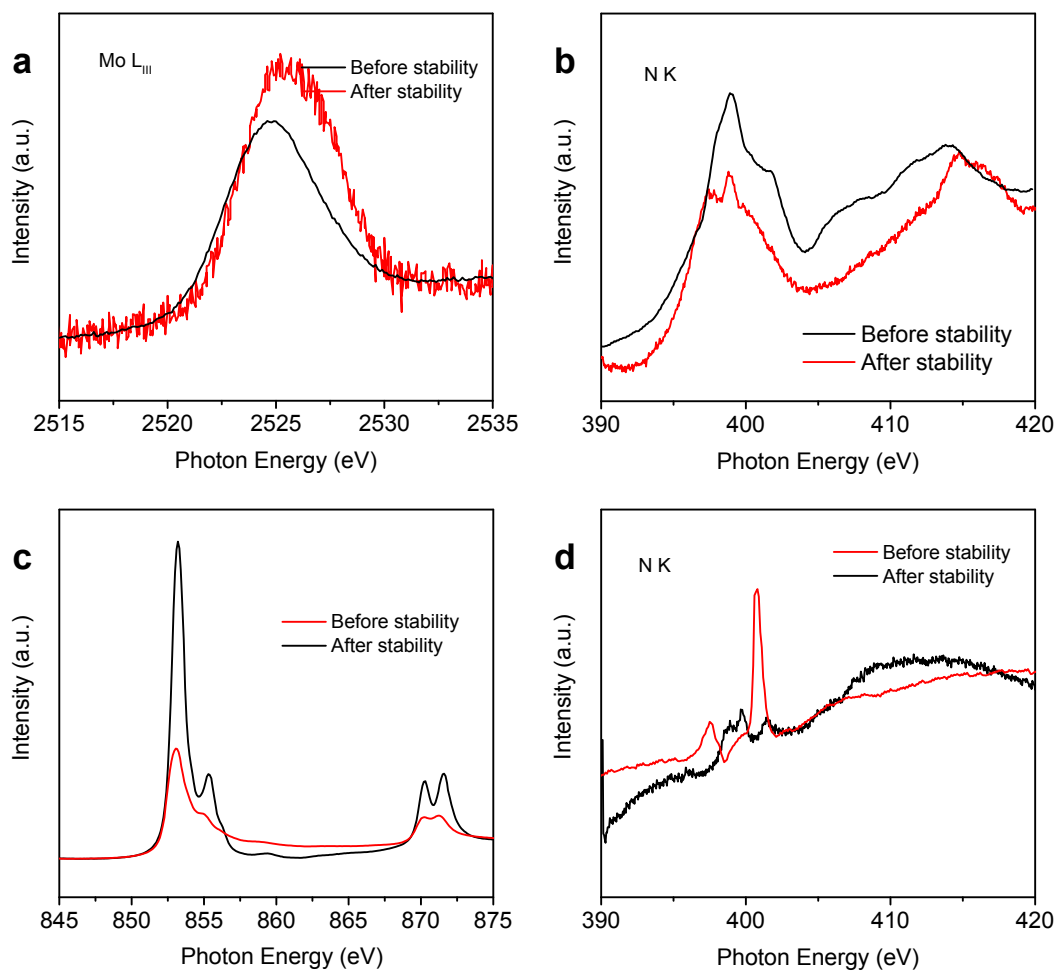 a
Mo L_III
Before stability
After stability
Intensity (a.u.)
2515 2520 2525 2530 2535
Photon Energy (eV)
b
N K
Before stability
After stability
Intensity (a.u.)
390 400 410 420
Photon Energy (eV)
c
Before stability
After stability
Intensity (a.u.)
845 850 855 860 865 870 875
Photon Energy (eV)
d
N K
Before stability
After stability
Intensity (a.u.)
390 400 410 420
Photon Energy (eV)